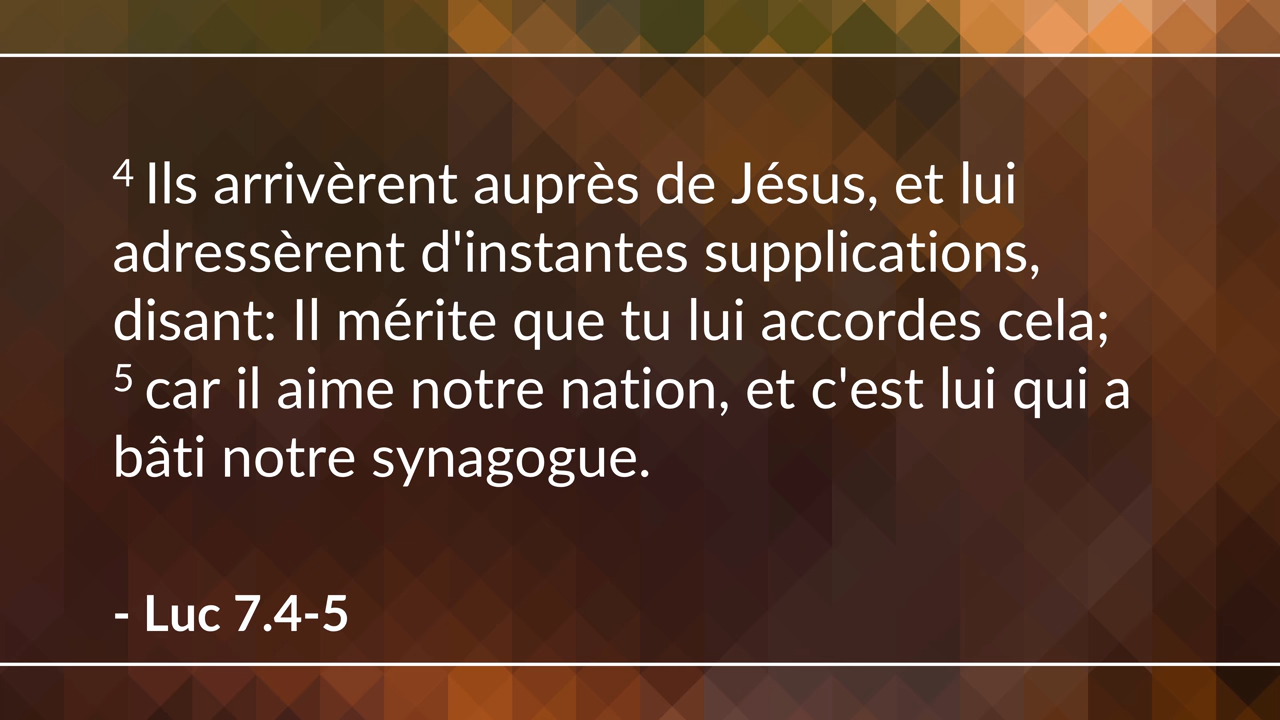 4 Ils arrivèrent auprès de Jésus, et lui
adressèrent d'instantes supplications,
disant: Il mérite que tu lui accordes cela;
5 car il aime notre nation, et c'est lui qui a
bâti notre synagogue.
- Luc 7.4-5